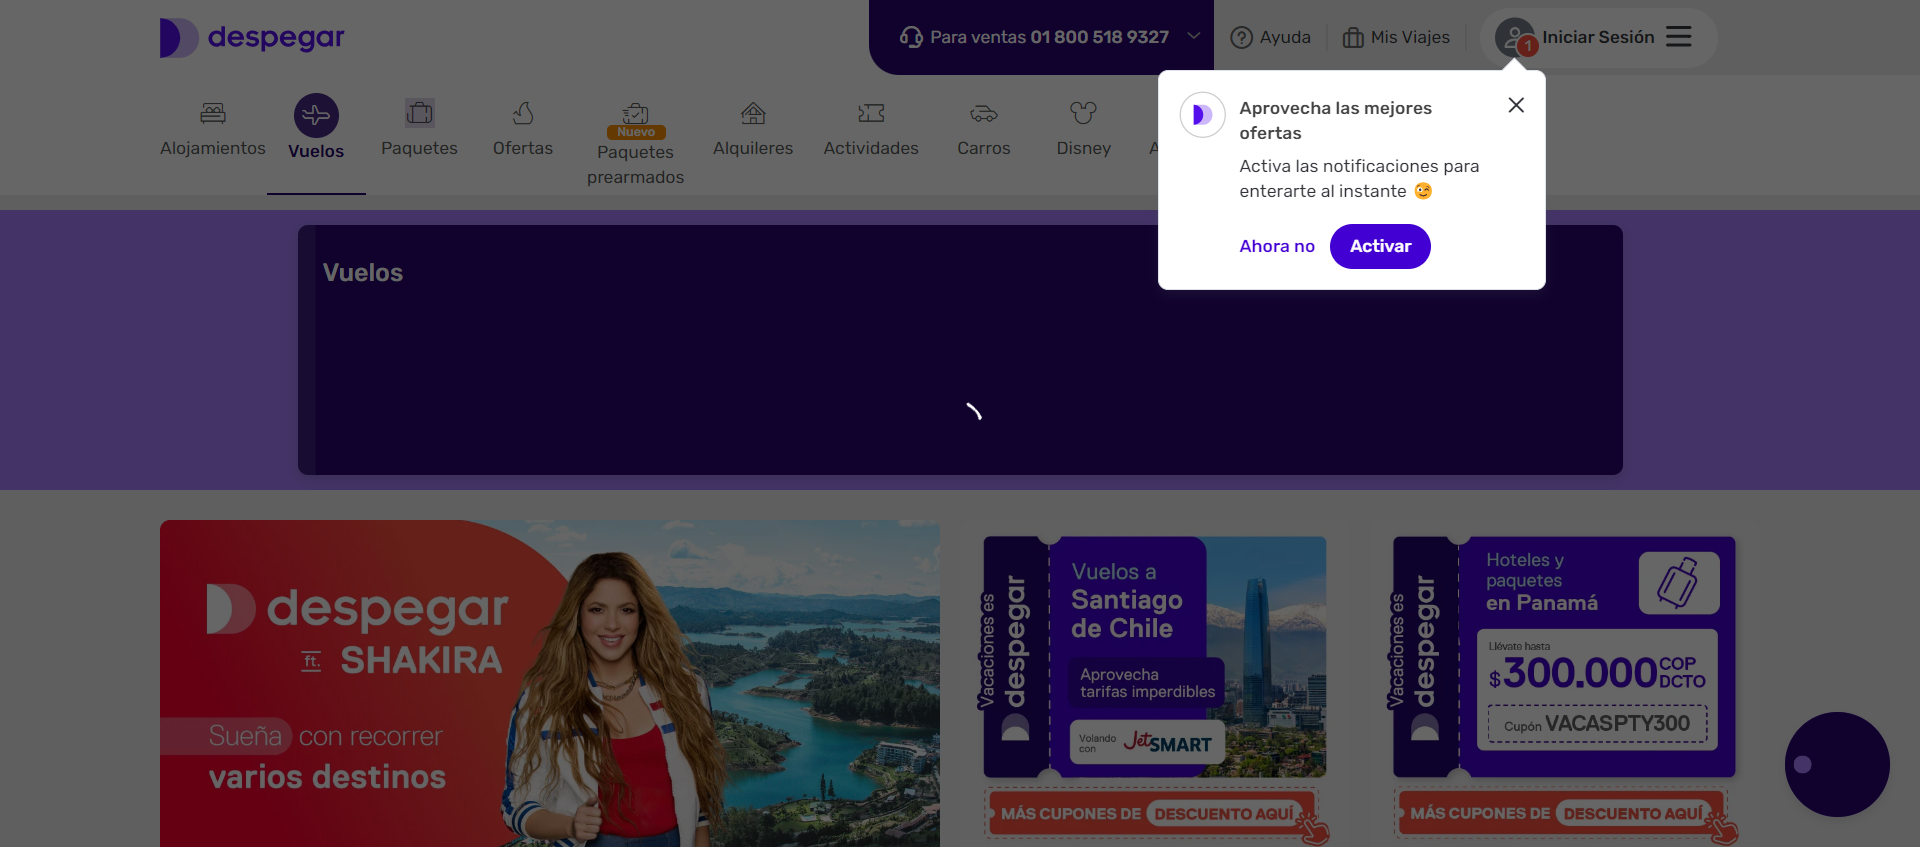 despegar
Para ventas 01 800 518 9327
Ayuda
Mis Viajes
1
Iniciar Sesión
Alojamientos
Vuelos
Paquetes
Ofertas
Nuevo
Paquetes
prearmados
Alquileres
Actividades
Carros
Disney
A
Aprovecha las mejores
ofertas
Activa las notificaciones para
enterarte al instante 😉
Ahora no
Activar
Vuelos
despegar
ft. SHAKIRA
Sueña con recorrer
varios destinos
Vacaciones es
despegar
Vuelos a
Santiago
de Chile
Aprovecha
tarifas imperdibles
Volando
con
JetSMART
MÁS CUPONES DE DESCUENTO AQUÍ
Vacaciones es
despegar
Hoteles y
paquetes
en Panamá
Llévate hasta
$300.000 COP
DCTO
Cupón VACASPTY300
MÁS CUPONES DE DESCUENTO AQUÍ